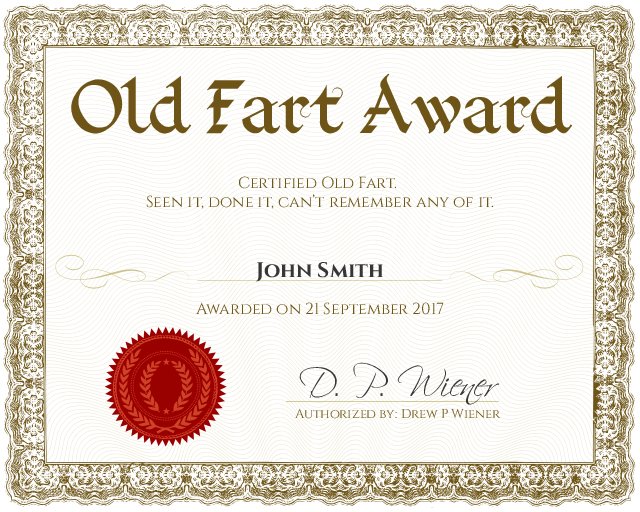 Old Fart Award
Certified Old Fart.
Seen it, done it, can't remember any of it.
John Smith
Awarded on 21 September 2017
D. P. Wiener
Authorized by: Drew P Wiener